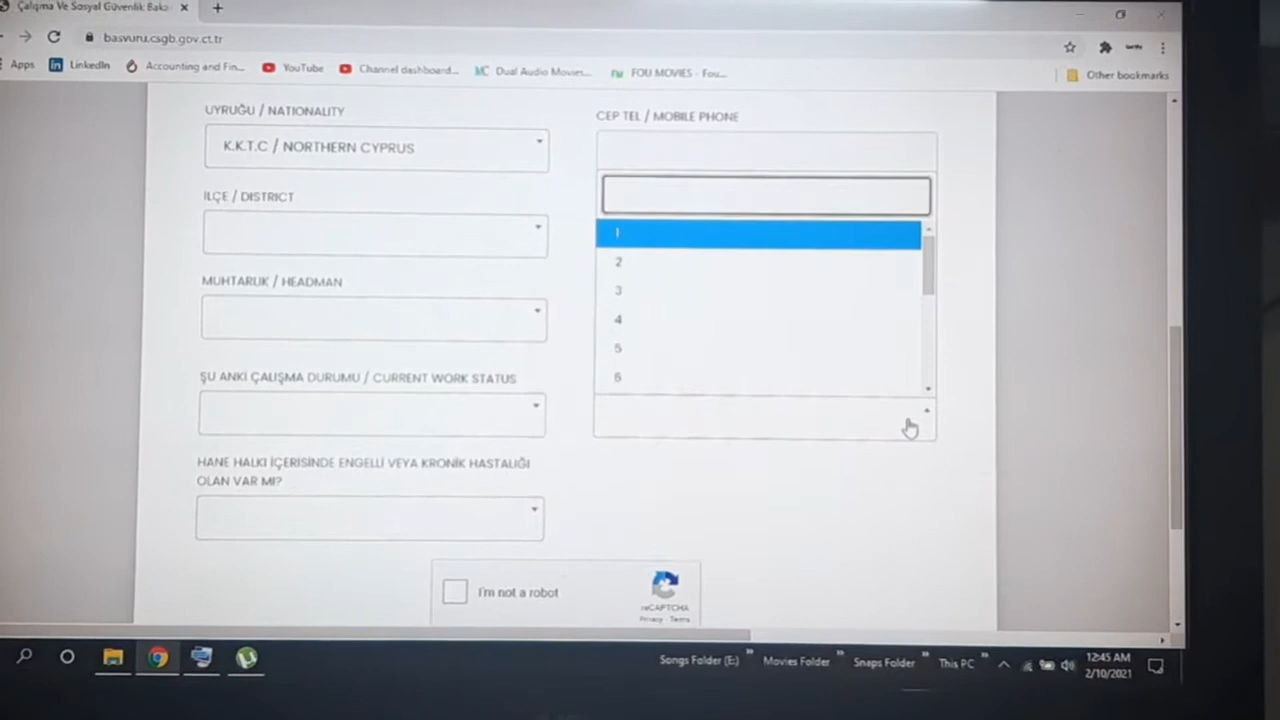 Çalışma Ve Sosyal Güvenlik Baka
basvuru.csgb.gov.ct.tr
Apps
LinkedIn
Accounting and Fin...
YouTube
Channel dashboard...
Dual Audio Movies...
FOU MOVIES - Fou...
Other bookmarks
UYRUĞU / NATIONALITY
K.K.T.C / NORTHERN CYPRUS
İLÇE / DISTRICT
MUHTARLIK / HEADMAN
ŞU ANKİ ÇALIŞMA DURUMU / CURRENT WORK STATUS
HANE HALKI İÇERİSİNDE ENGELLİ VEYA KRONİK HASTALIĞI
OLAN VAR MI?
CEP TEL / MOBILE PHONE
1
2
3
4
5
6
I'm not a robot
reCAPTCHA
Privacy - Terms
Songs Folder (E:)
Movies Folder
Snaps Folder
This PC
12:45 AM
2/10/2021